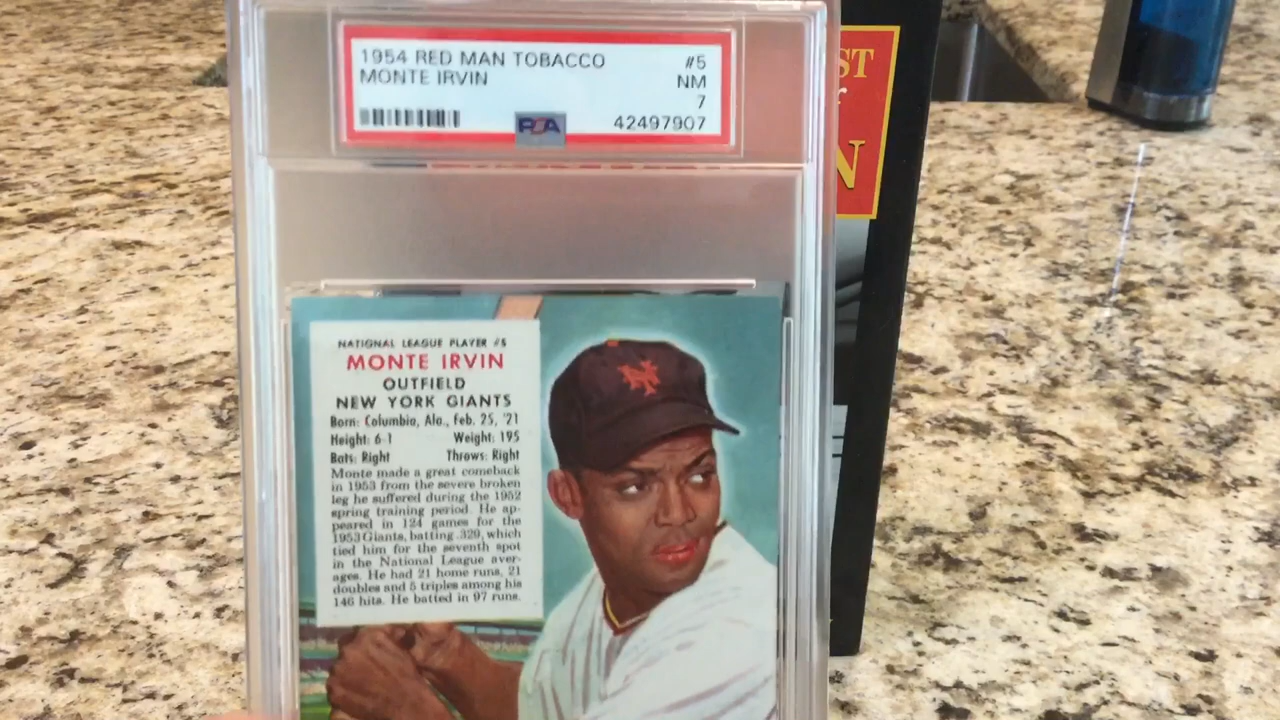 1954 RED MAN TOBACCO #5
MONTE IRVIN NM
7
PSA 42497907
ST
N
NATIONAL LEAGUE PLAYER #5
MONTE IRVIN
OUTFIELD
NEW YORK GIANTS
Born: Columbia, Ala., Feb. 25, '21
Height: 6-1 Weight: 195
Bats: Right Throws: Right
Monte made a great comeback
in 1953 from the severe broken
leg he suffered during the 1952
spring training period. He ap-
peared in 124 games for the
1953 Giants, batting .329, which
tied him for the seventh spot
in the National League aver-
ages. He had 21 home runs, 21
doubles and 5 triples among his
146 hits. He batted in 97 runs.
NY